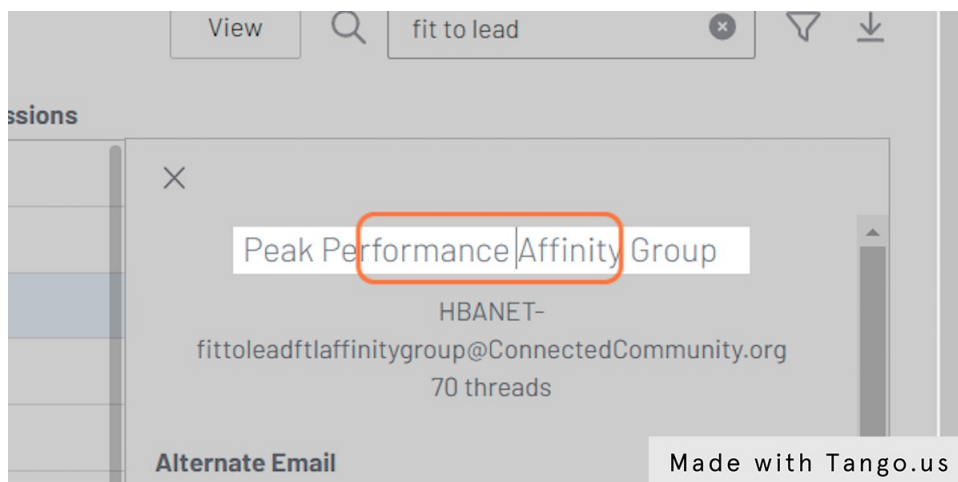 View
fit to lead
ssions
Peak Performance Affinity Group
HBANET-
fittoleadftlaffinitygroup@ConnectedCommunity.org
70 threads
Alternate Email
Made with Tango.us